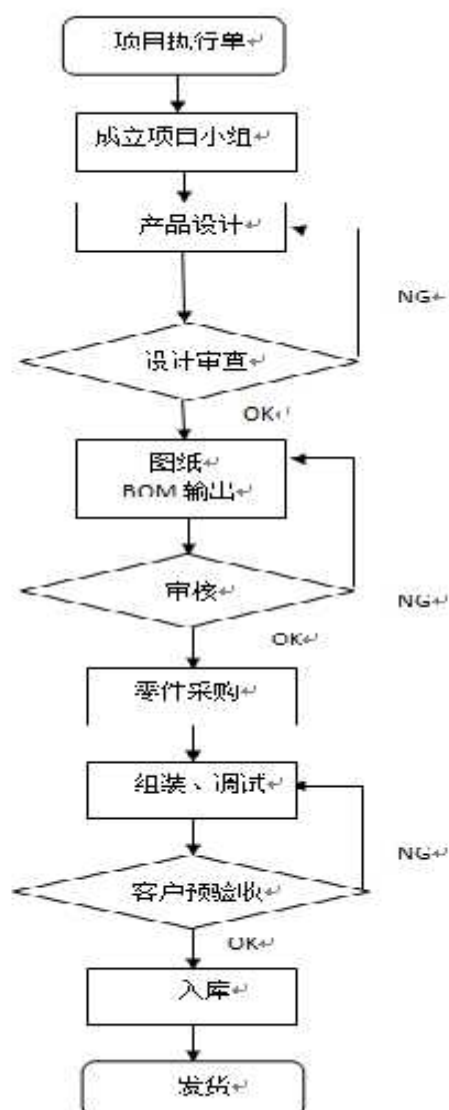 项目执行单
成立项目小组
产品设计
NG
设计审查
OK
图纸
BOM 输出
审核
NG
OK
零件采购
组装、调试
NG
客户预验收
OK
入库
发货